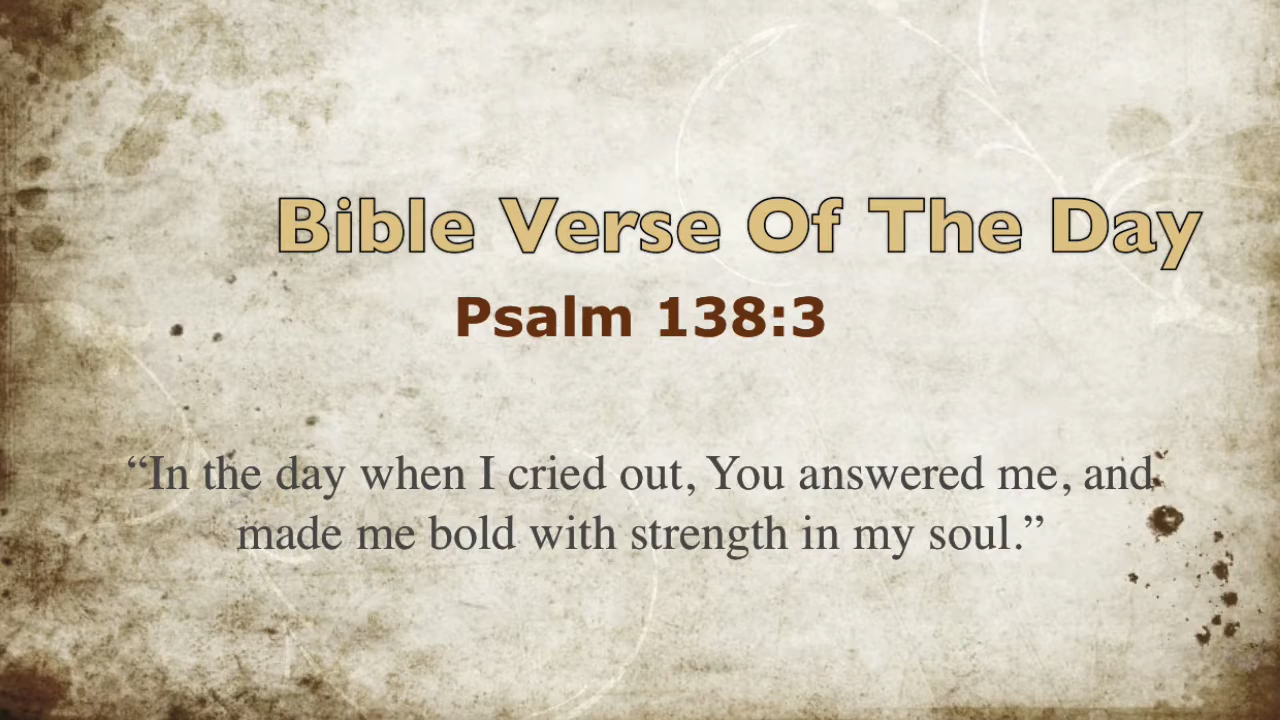 Bible Verse Of The Day
Psalm 138:3
“In the day when I cried out, You answered me, and
made me bold with strength in my soul.”